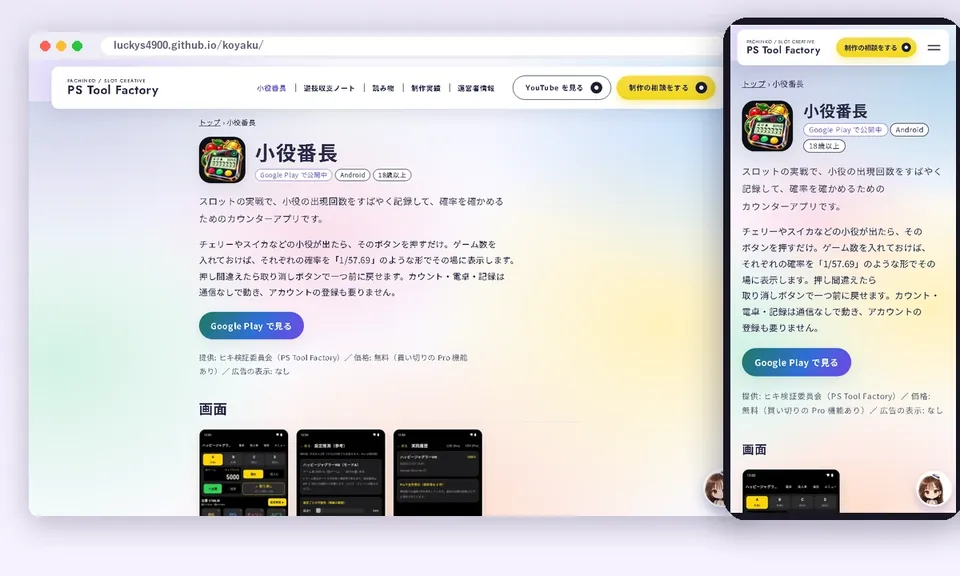 luckys4900.github.io/koyaku/
PACHINKO / SLOT CREATIVE
PS Tool Factory
小役番長 | 遊技収支ノート | 読み物 | 制作実績 | 運営者情報
YouTube を見る
制作の相談をする
トップ › 小役番長
小役番長
Google Play で公開中 Android 18歳以上
スロットの実戦で、小役の出現回数をすばやく記録して、確率を確かめる
ためのカウンターアプリです。
チェリーやスイカなどの小役が出たら、そのボタンを押すだけ。ゲーム数を
入れておけば、それぞれの確率を「1/57.69」のような形でその場に表示します。
押し間違えたら取り消しボタンで一つ前に戻せます。カウント・電卓・記録は
通信なしで動き、アカウントの登録も要りません。
Google Play で見る
提供: ヒキ検証委員会（PS Tool Factory）／ 価格: 無料（買い切りの Pro 機能
あり）／ 広告の表示: なし
画面
PACHINKO / SLOT CREATIVE
PS Tool Factory
制作の相談をする
トップ › 小役番長
小役番長
Google Play で公開中 Android
18歳以上
スロットの実戦で、小役の出現回数をすばやく
記録して、確率を確かめるための
カウンターアプリです。
チェリーやスイカなどの小役が出たら、その
ボタンを押すだけ。ゲーム数を入れておけば、
それぞれの確率を「1/57.69」のような形でその
場に表示します。押し間違えたら
取り消しボタンで一つ前に戻せます。カウント・
電卓・記録は通信なしで動き、アカウントの
登録も要りません。
Google Play で見る
提供: ヒキ検証委員会（PS Tool Factory）／ 価格:
無料（買い切りの Pro 機能あり）／ 広告の表示: なし
画面